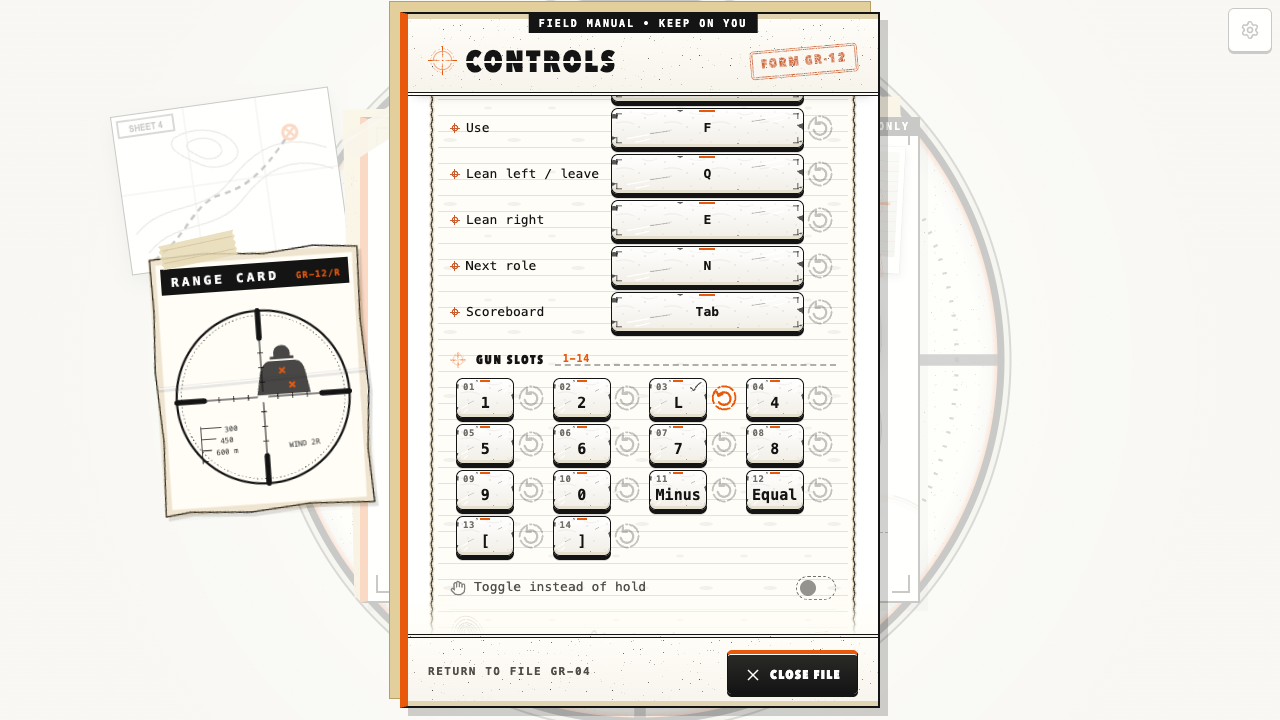 FIELD MANUAL • KEEP ON YOU
CONTROLS
FORM GR-12
SHEET 4
ONLY
Use F
Lean left / leave Q
Lean right E
Next role N
Scoreboard Tab
RANGE CARD GR-12/R
300
450
600 m
WIND 2R
GUN SLOTS 1-14
01 1 02 2 03 L 04 4
05 5 06 6 07 7 08 8
09 9 10 0 11 Minus 12 Equal
13 [ 14 ]
Toggle instead of hold
RETURN TO FILE GR-04
CLOSE FILE